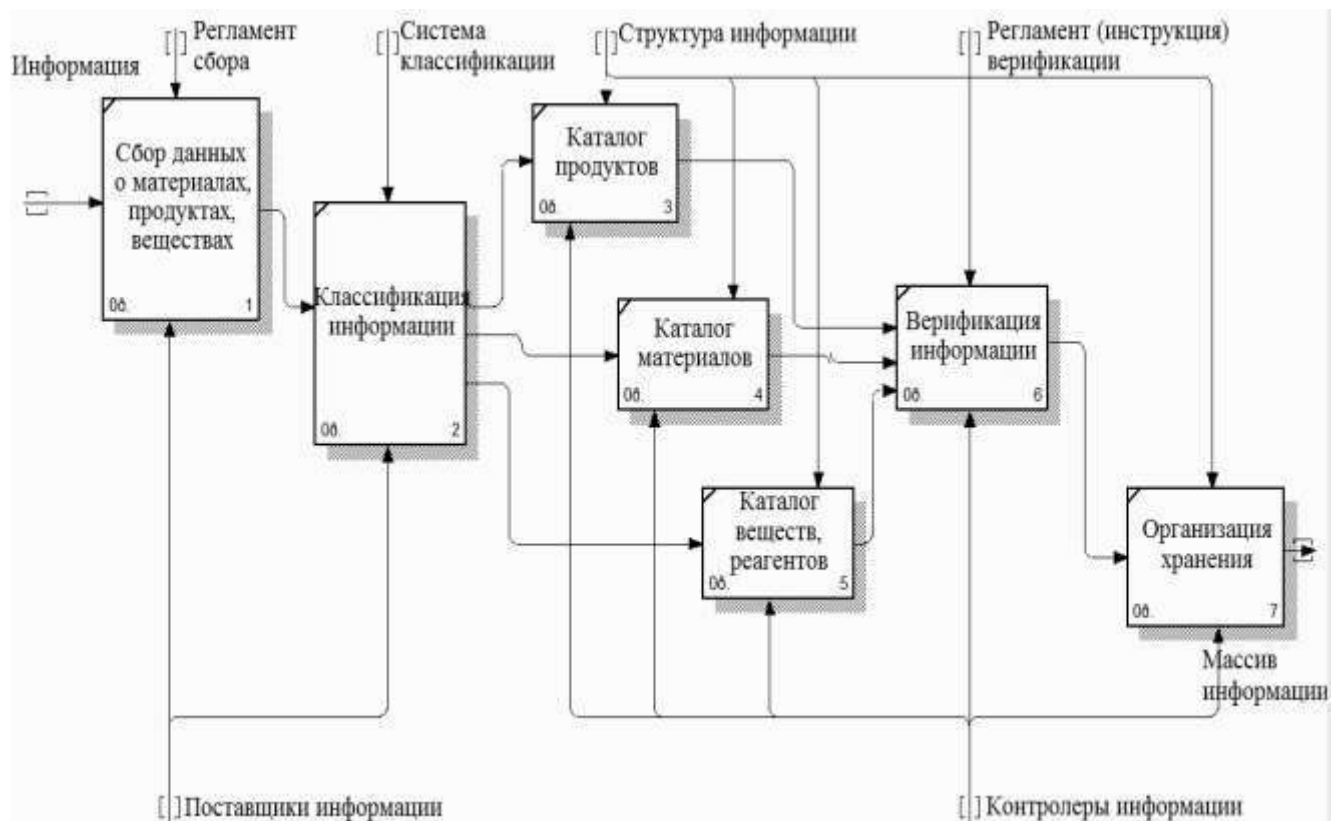 Регламент
сбора
Система
классификации
Структура информации
Регламент (инструкция)
верификации
Информация
Сбор данных
о материалах,
продуктах,
веществах
0б.
1
Классификация
информации
0б.
2
Каталог
продуктов
0б.
3
Каталог
материалов
0б.
4
Каталог
веществ,
реагентов
0б.
5
Верификация
информации
0б
6
Организация
хранения
0б.
7
Массив
информации
Поставщики информации
Контролеры информации